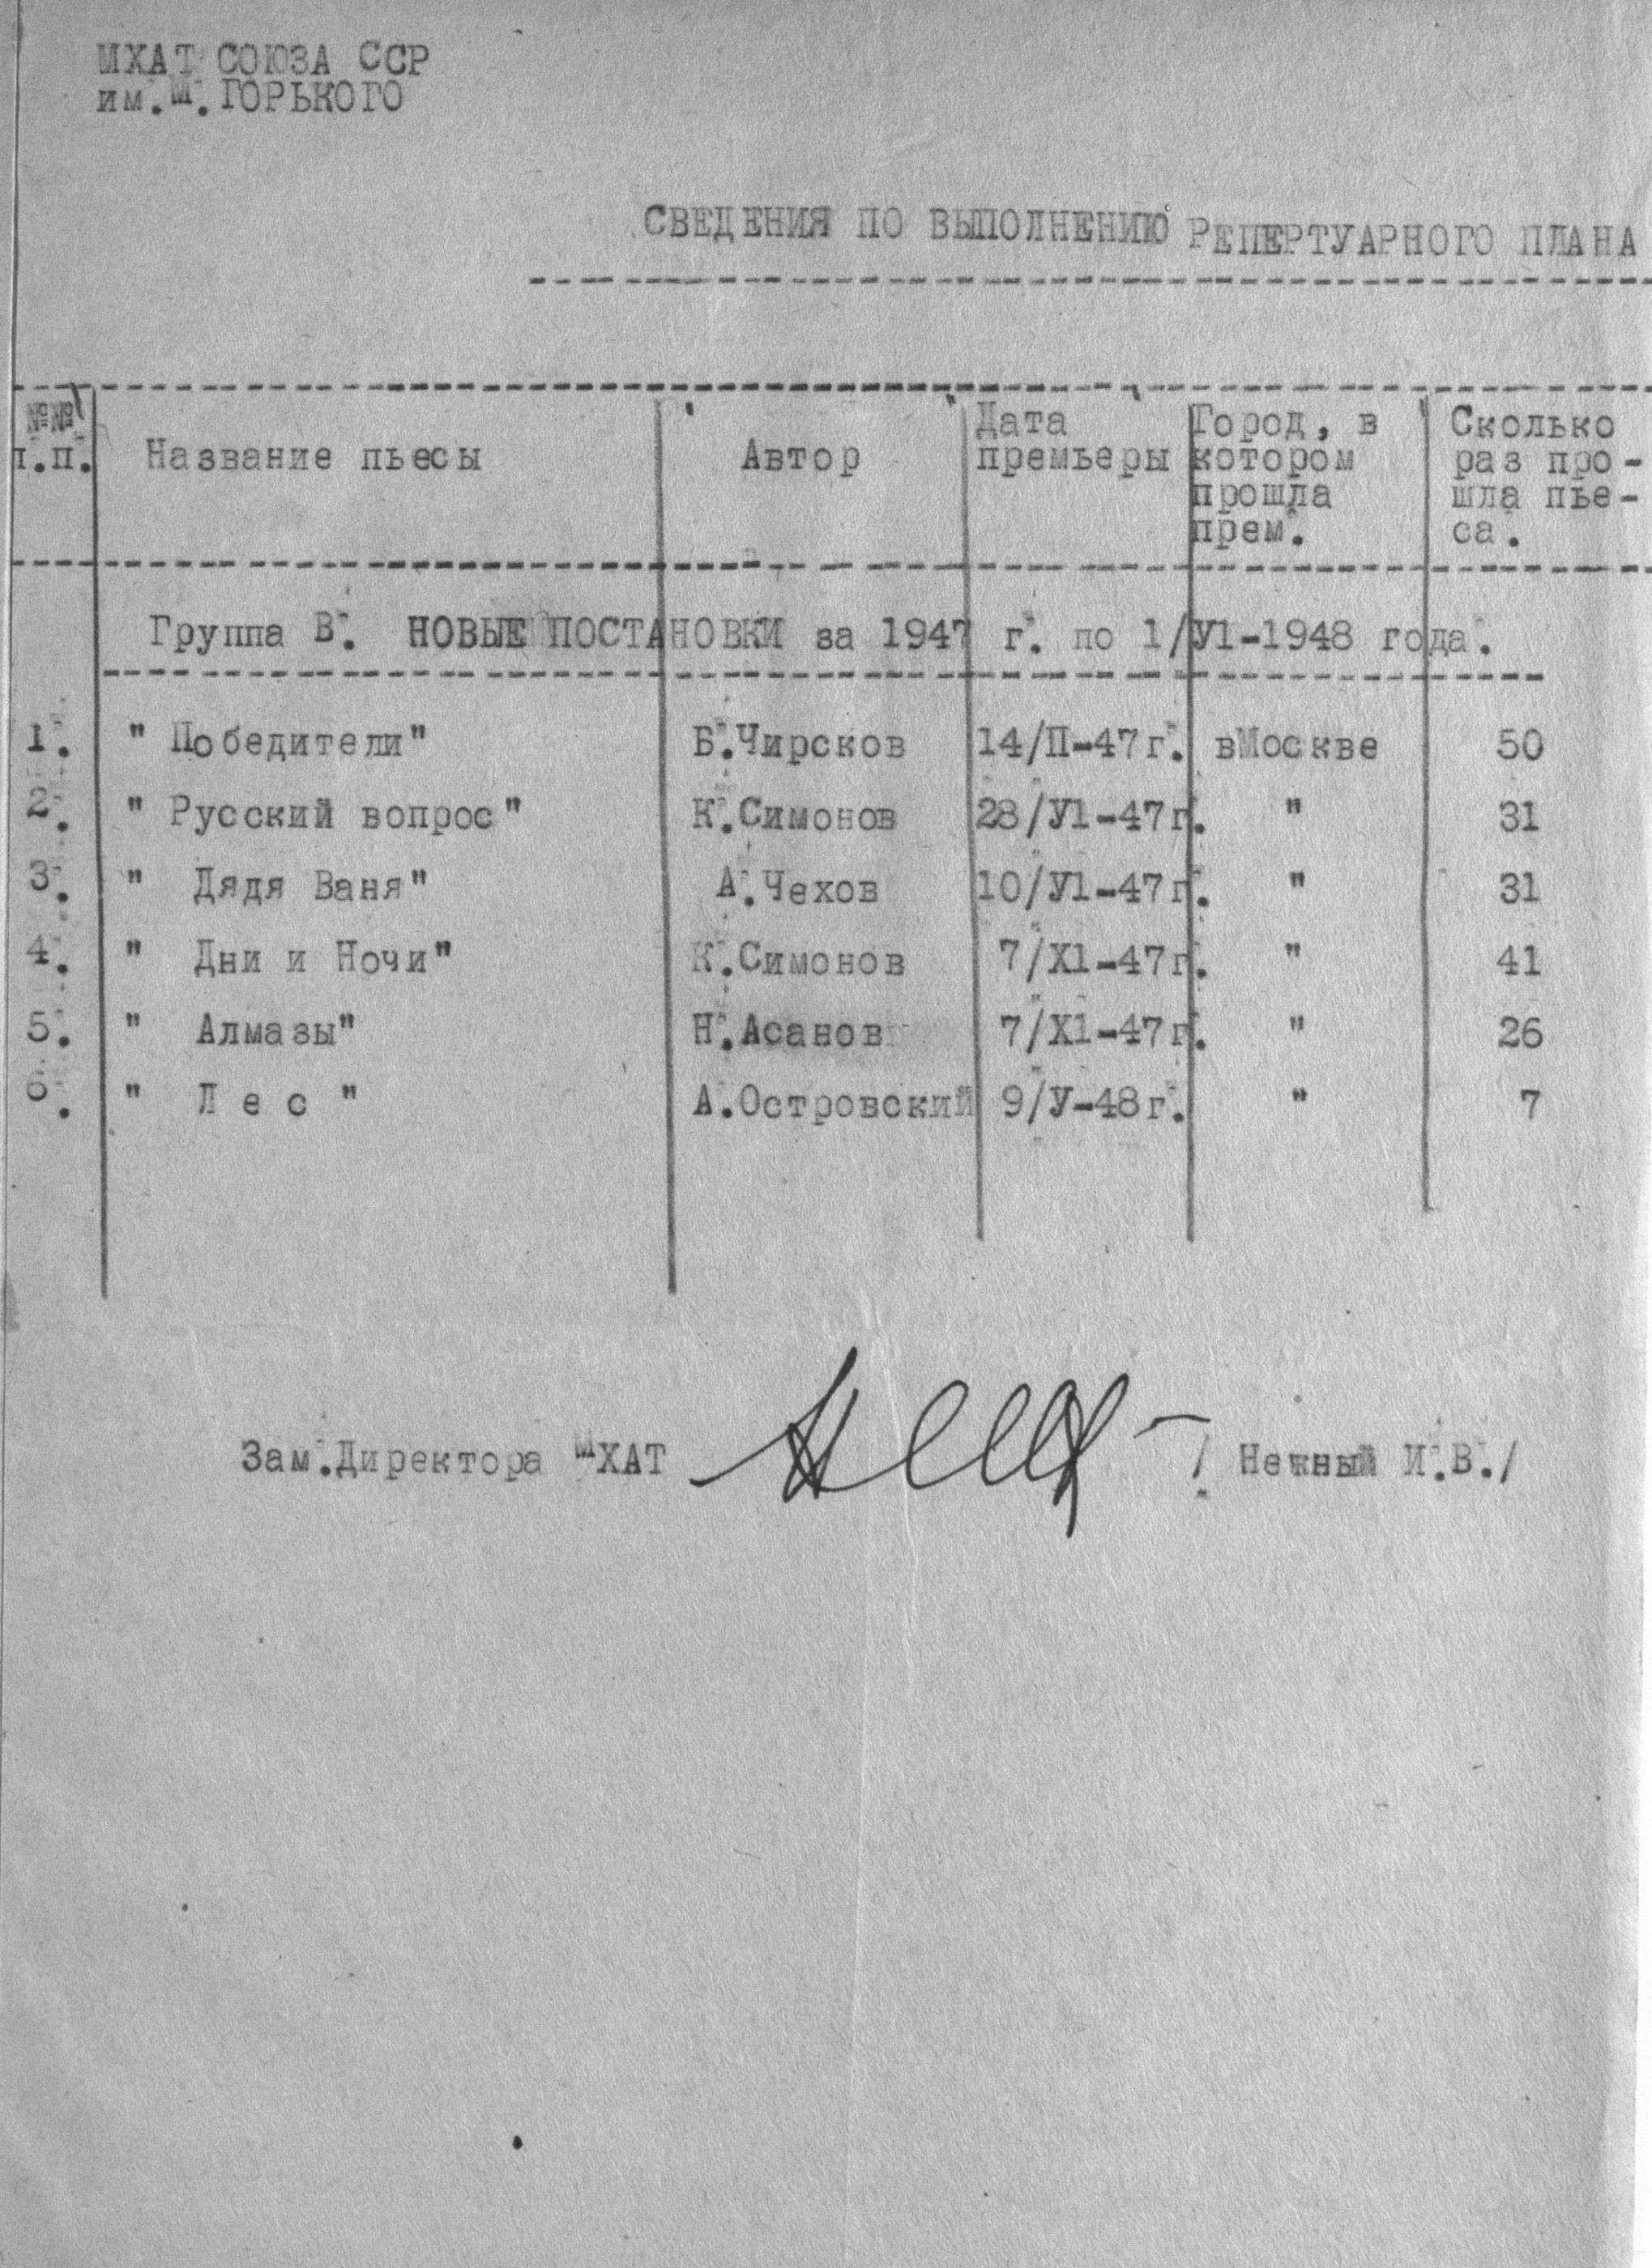 МХАТ СОЮЗА ССР
им.М.ГОРЬКОГО
СВЕДЕНИЯ ПО ВЫПОЛНЕНИЮ РЕПЕРТУАРНОГО ПЛАНА
№№ п.п. Название пьесы Автор Дата премьеры Город, в котором прошла прем. Сколько раз про- шла пье- са.
Группа В. НОВЫЕ ПОСТАНОВКИ за 1947 г. по 1/У1-1948 года.
1. " Победители" Б.Чирсков 14/П-47г. вМоскве 50
2. " Русский вопрос" К.Симонов 28/У1-47г. " 31
3. " Дядя Ваня" А.Чехов 10/У1-47г. " 31
4. " Дни и Ночи" К.Симонов 7/Х1-47г. " 41
5. " Алмазы" Н.Асанов 7/Х1-47г. " 26
6. " Л е с " А.Островский 9/У-48г. " 7
Зам.Директора МХАТ / Нежный И.В./